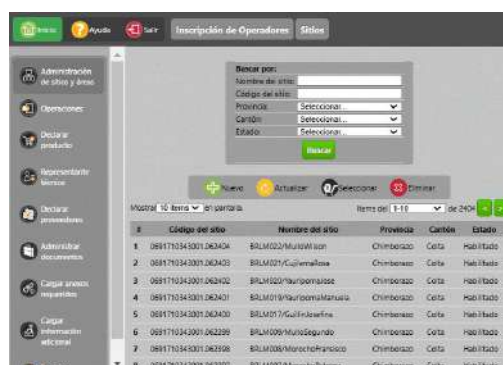 Inicio Ayuda Salir Inscripción de Operadores Sitios
Administración de sitios y áreas
Operaciones
Declarar producto
Representante técnico
Declarar proveedores
Administrar documentos
Cargar anexos requeridos
Cargar información adicional
Buscar por:
Nombre del sitio:
Código del sitio:
Provincia: Seleccionar...
Cantón: Seleccionar...
Estado: Seleccionar...
Buscar
Nuevo Actualizar Seleccionar Eliminar
Mostrar 10 items en pantalla. Items del 1-10 de 2404
# Código del sitio Nombre del sitio Provincia Cantón Estado
1 0691710343001.062404 BRLM022/MulloWilson Chimborazo Colta Habilitado
2 0691710343001.062403 BRLM021/GujilemaRosa Chimborazo Colta Habilitado
3 0691710343001.062402 BRLM020/YauripomaJose Chimborazo Colta Habilitado
4 0691710343001.062401 BRLM019/YauripomaManuela Chimborazo Colta Habilitado
5 0691710343001.062400 BRLM017/GuillinJosefina Chimborazo Colta Habilitado
6 0691710343001.062399 BRLM009/MulloSegundo Chimborazo Colta Habilitado
7 0691710343001.062398 BRLM008/MorochoFrancisco Chimborazo Colta Habilitado